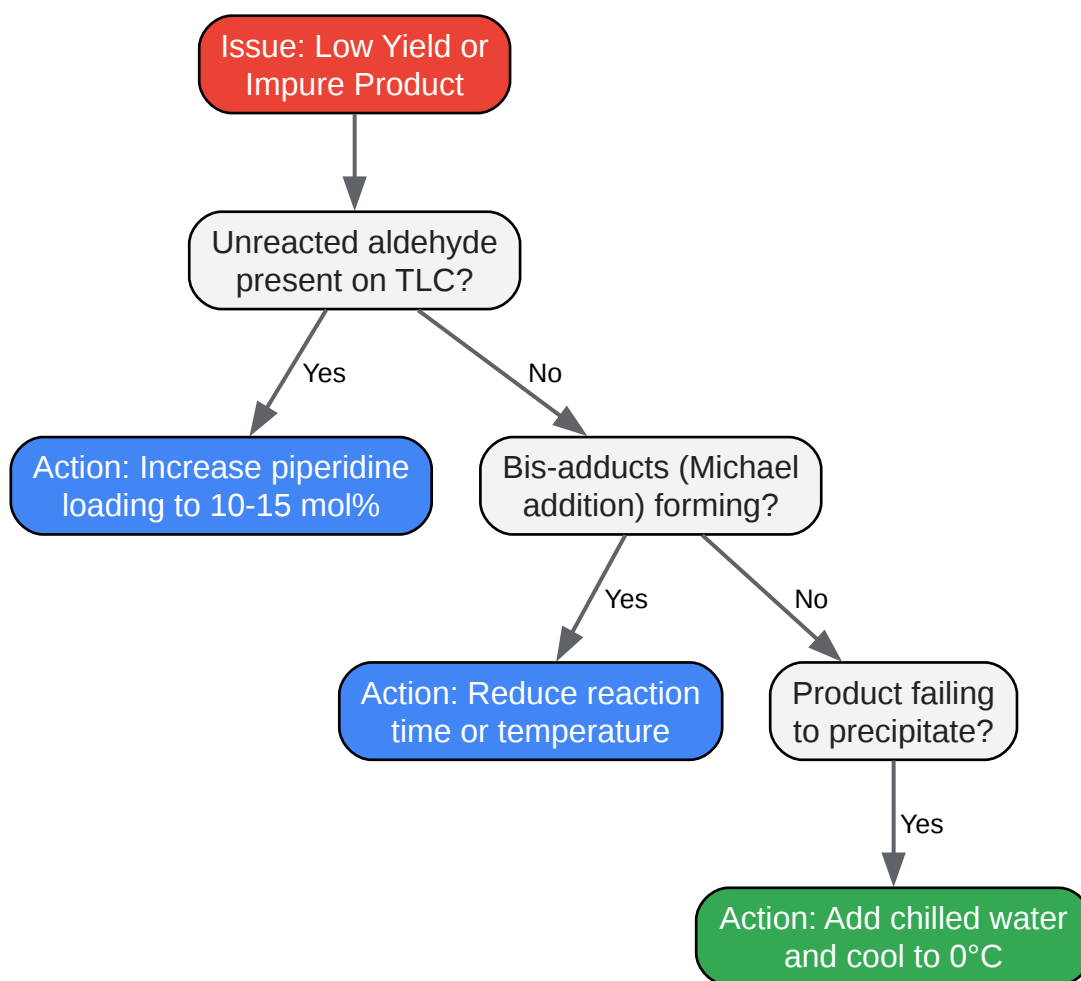 Issue: Low Yield or
Impure Product
Unreacted aldehyde
present on TLC?
Yes
No
Action: Increase piperidine
loading to 10-15 mol%
Bis-adducts (Michael
addition) forming?
Yes
No
Action: Reduce reaction
time or temperature
Product failing
to precipitate?
Yes
Action: Add chilled water
and cool to 0°C